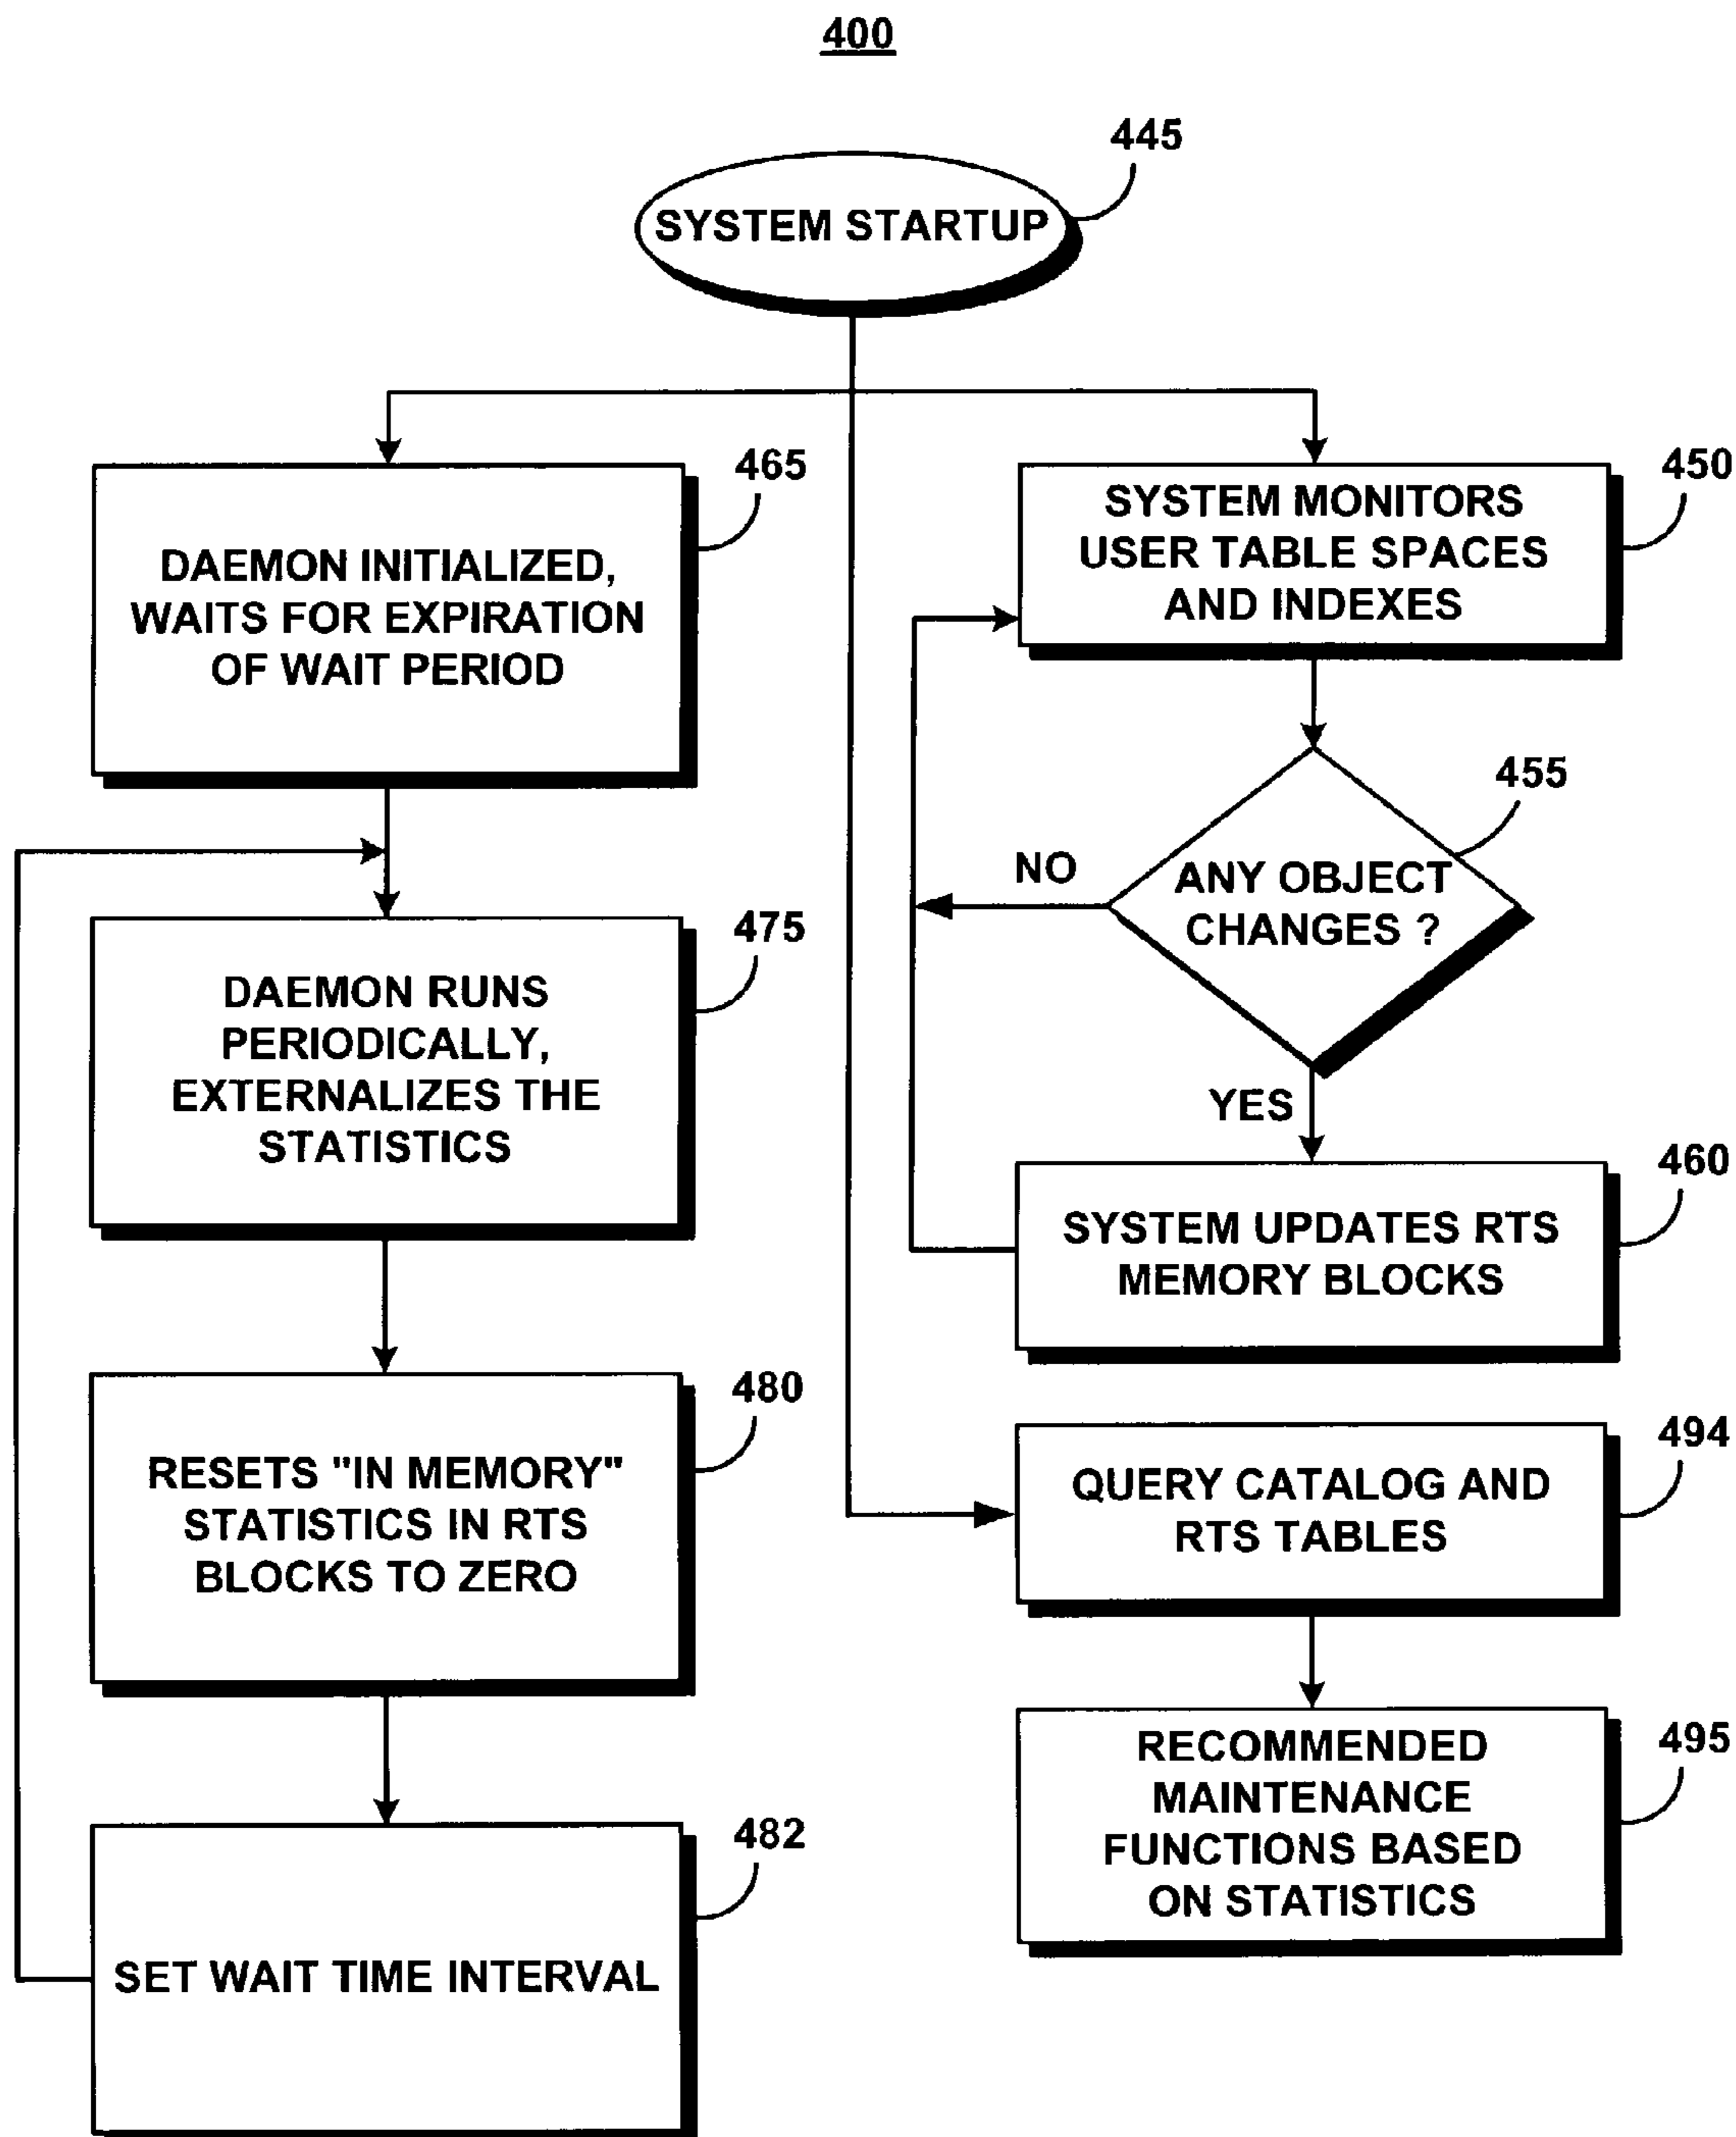 400
445
SYSTEM STARTUP
465
DAEMON INITIALIZED,
WAITS FOR EXPIRATION
OF WAIT PERIOD
450
SYSTEM MONITORS
USER TABLE SPACES
AND INDEXES
455
ANY OBJECT
CHANGES ?
NO
YES
475
DAEMON RUNS
PERIODICALLY,
EXTERNALIZES THE
STATISTICS
460
SYSTEM UPDATES RTS
MEMORY BLOCKS
480
RESETS "IN MEMORY"
STATISTICS IN RTS
BLOCKS TO ZERO
494
QUERY CATALOG AND
RTS TABLES
482
SET WAIT TIME INTERVAL
495
RECOMMENDED
MAINTENANCE
FUNCTIONS BASED
ON STATISTICS